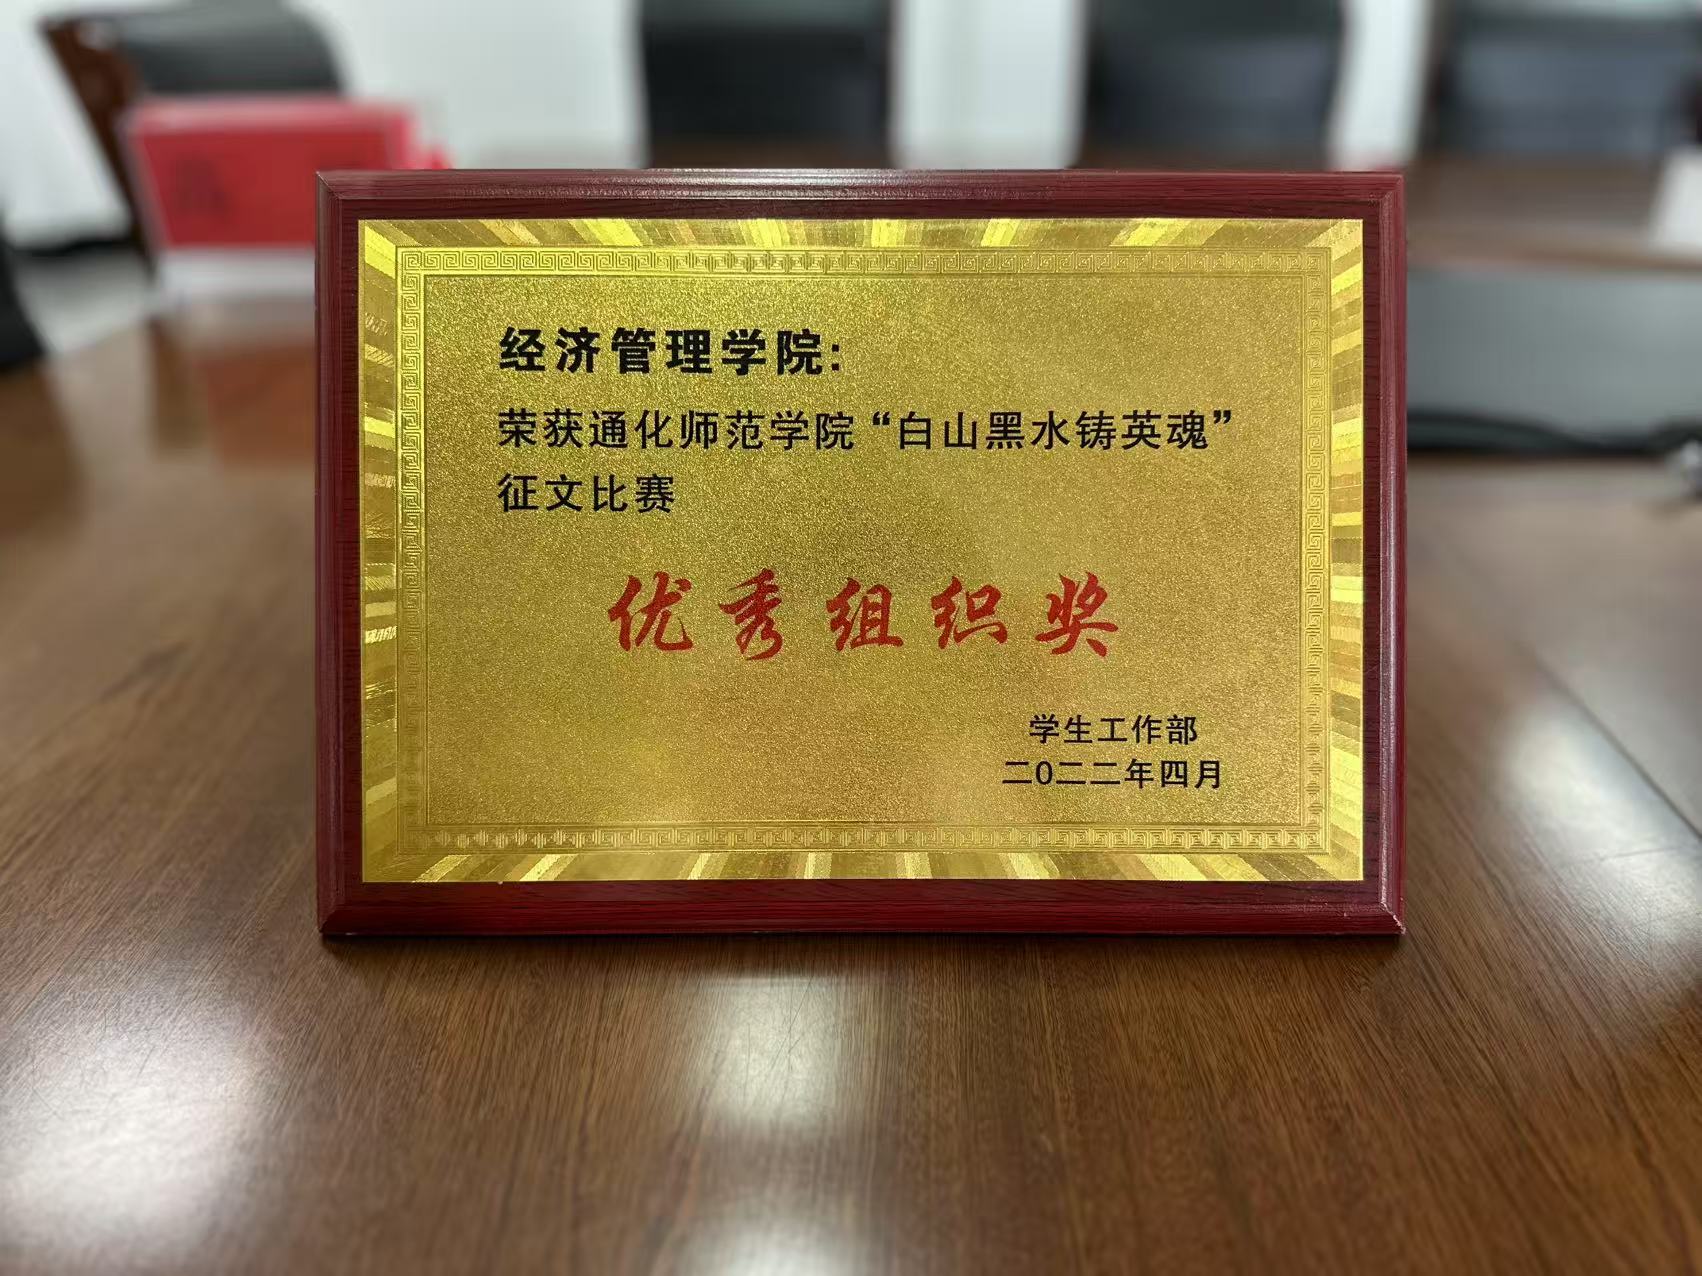 经济管理学院:
荣获通化师范学院“白山黑水铸英魂”
征文比赛
优秀组织奖
学生工作部
二0二二年四月